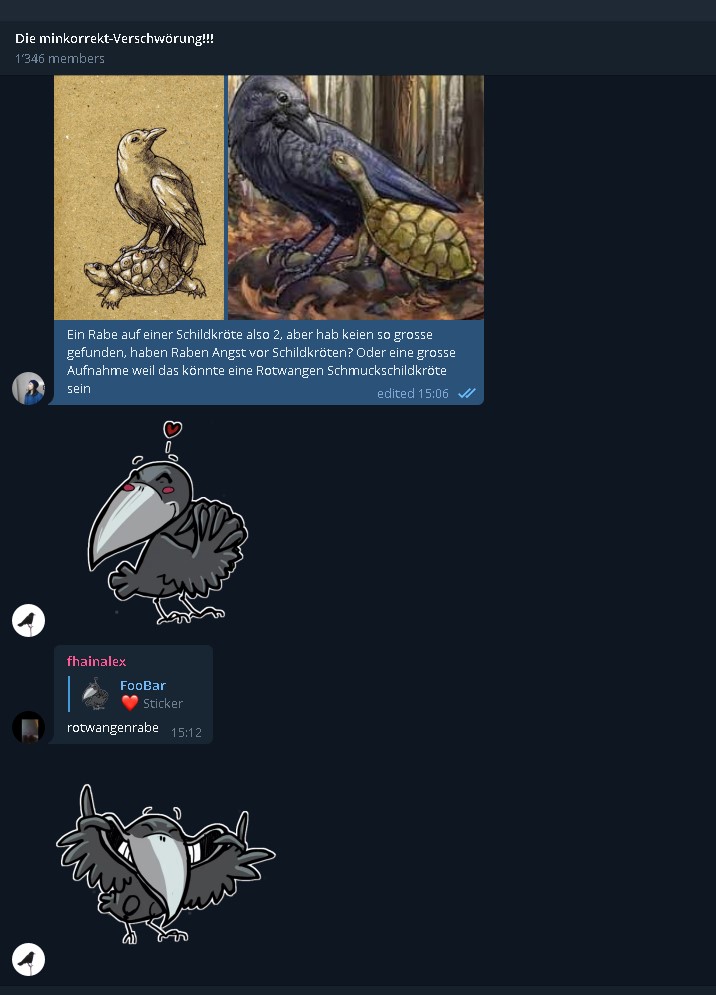 Die minkorrekt-Verschwörung!!!
1'346 members
Ein Rabe auf einer Schildkröte also 2, aber hab keien so grosse
gefunden, haben Raben Angst vor Schildkröten? Oder eine grosse
Aufnahme weil das könnte eine Rotwangen Schmuckschildkröte
sein
edited 15:06
fhainalex
FooBar
❤️ Sticker
rotwangenrabe
15:12